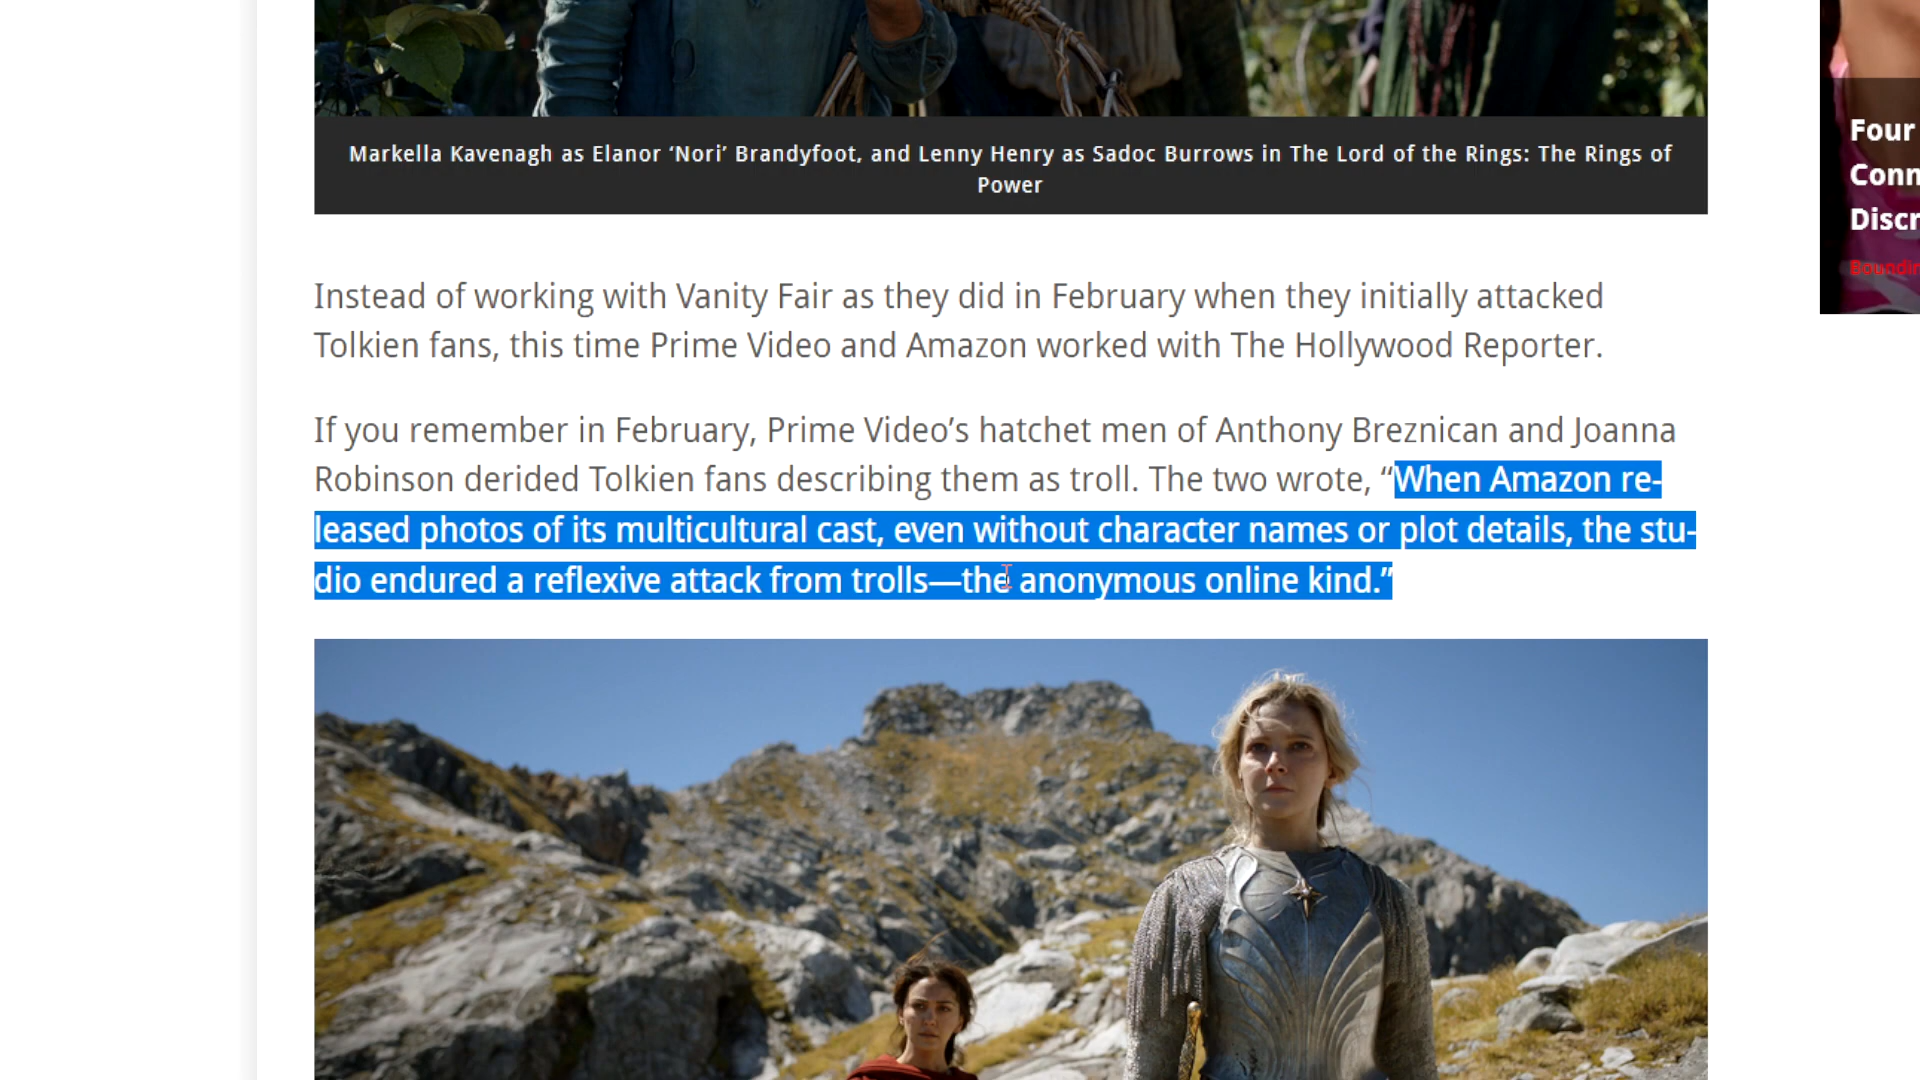 Markella Kavenagh as Elanor ‘Nori’ Brandyfoot, and Lenny Henry as Sadoc Burrows in The Lord of the Rings: The Rings of
Power
Instead of working with Vanity Fair as they did in February when they initially attacked
Tolkien fans, this time Prime Video and Amazon worked with The Hollywood Reporter.
If you remember in February, Prime Video’s hatchet men of Anthony Breznican and Joanna
Robinson derided Tolkien fans describing them as troll. The two wrote, “When Amazon re-
leased photos of its multicultural cast, even without character names or plot details, the stu-
dio endured a reflexive attack from trolls—the anonymous online kind.”
Four
Conn
Discr
Boundin